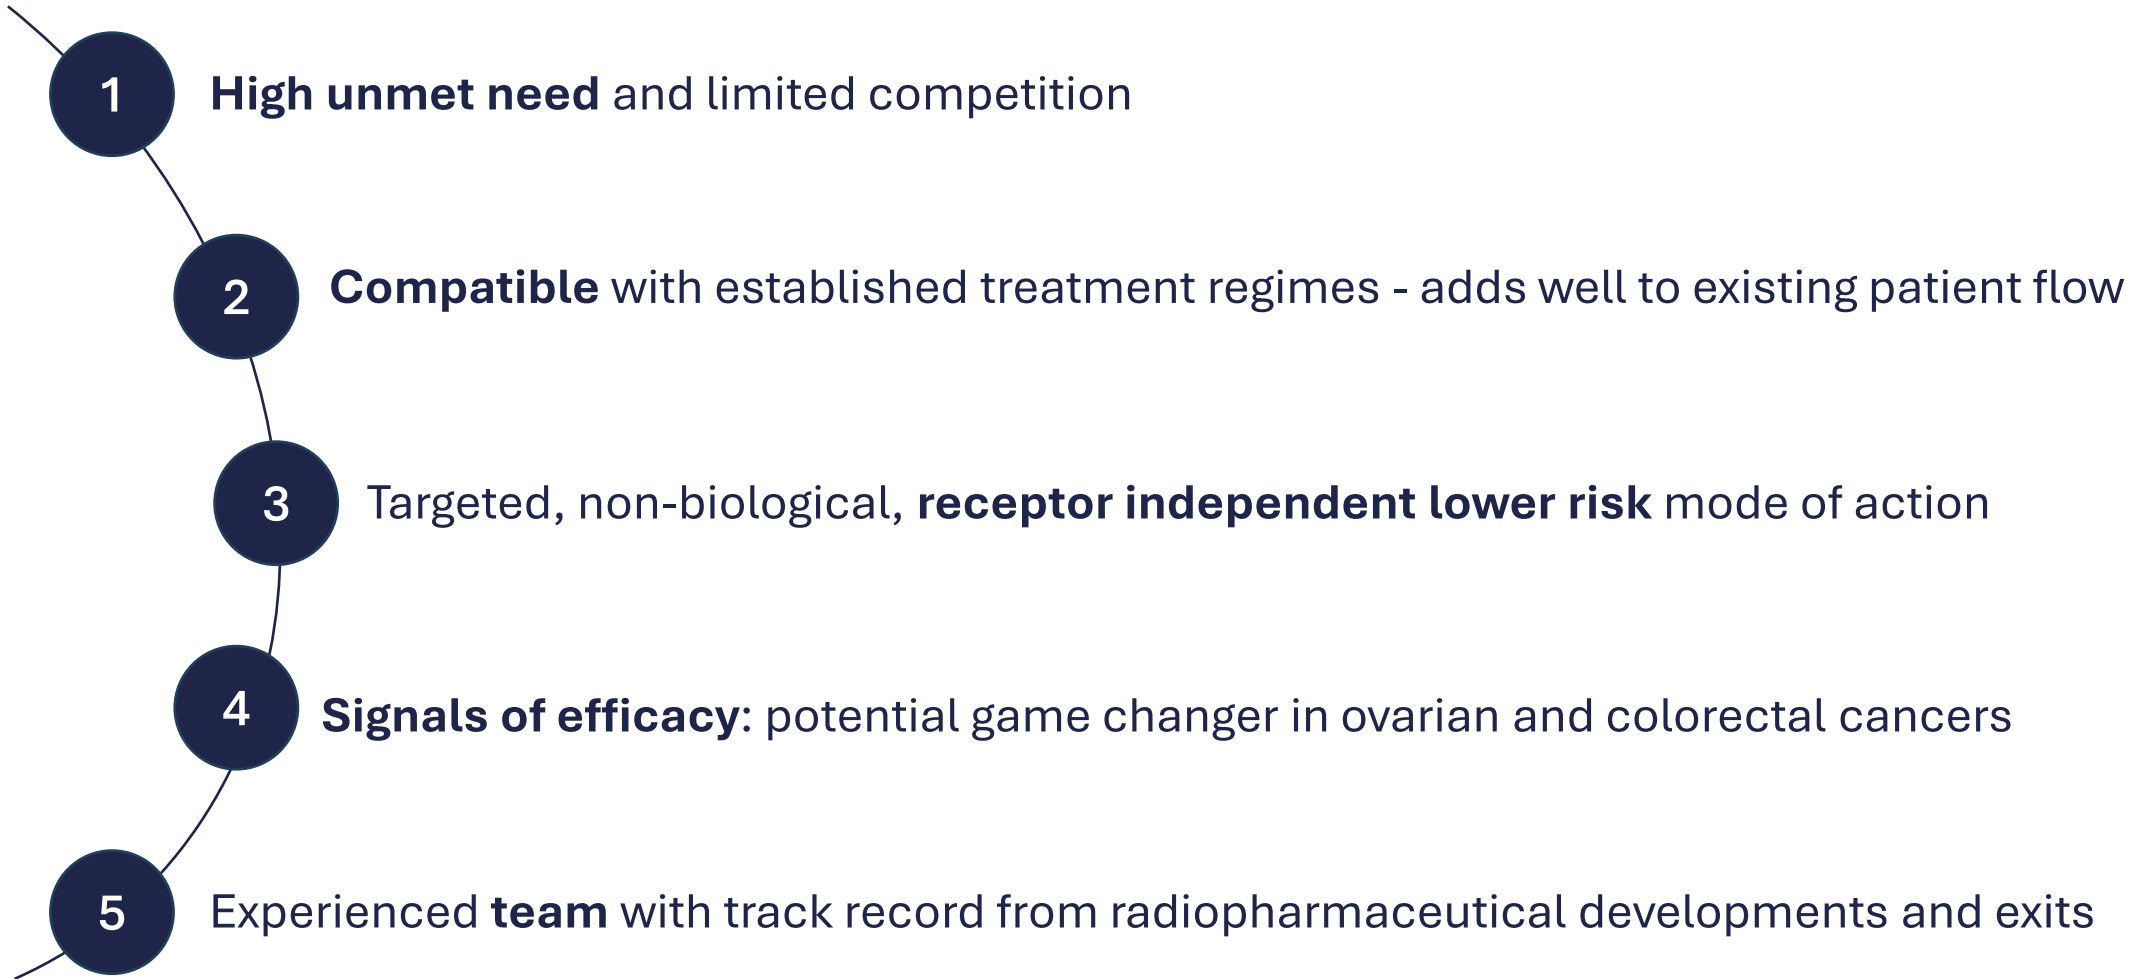 1
High unmet need and limited competition
2
Compatible with established treatment regimes - adds well to existing patient flow
3
Targeted, non-biological, receptor independent lower risk mode of action
4
Signals of efficacy: potential game changer in ovarian and colorectal cancers
5
Experienced team with track record from radiopharmaceutical developments and exits